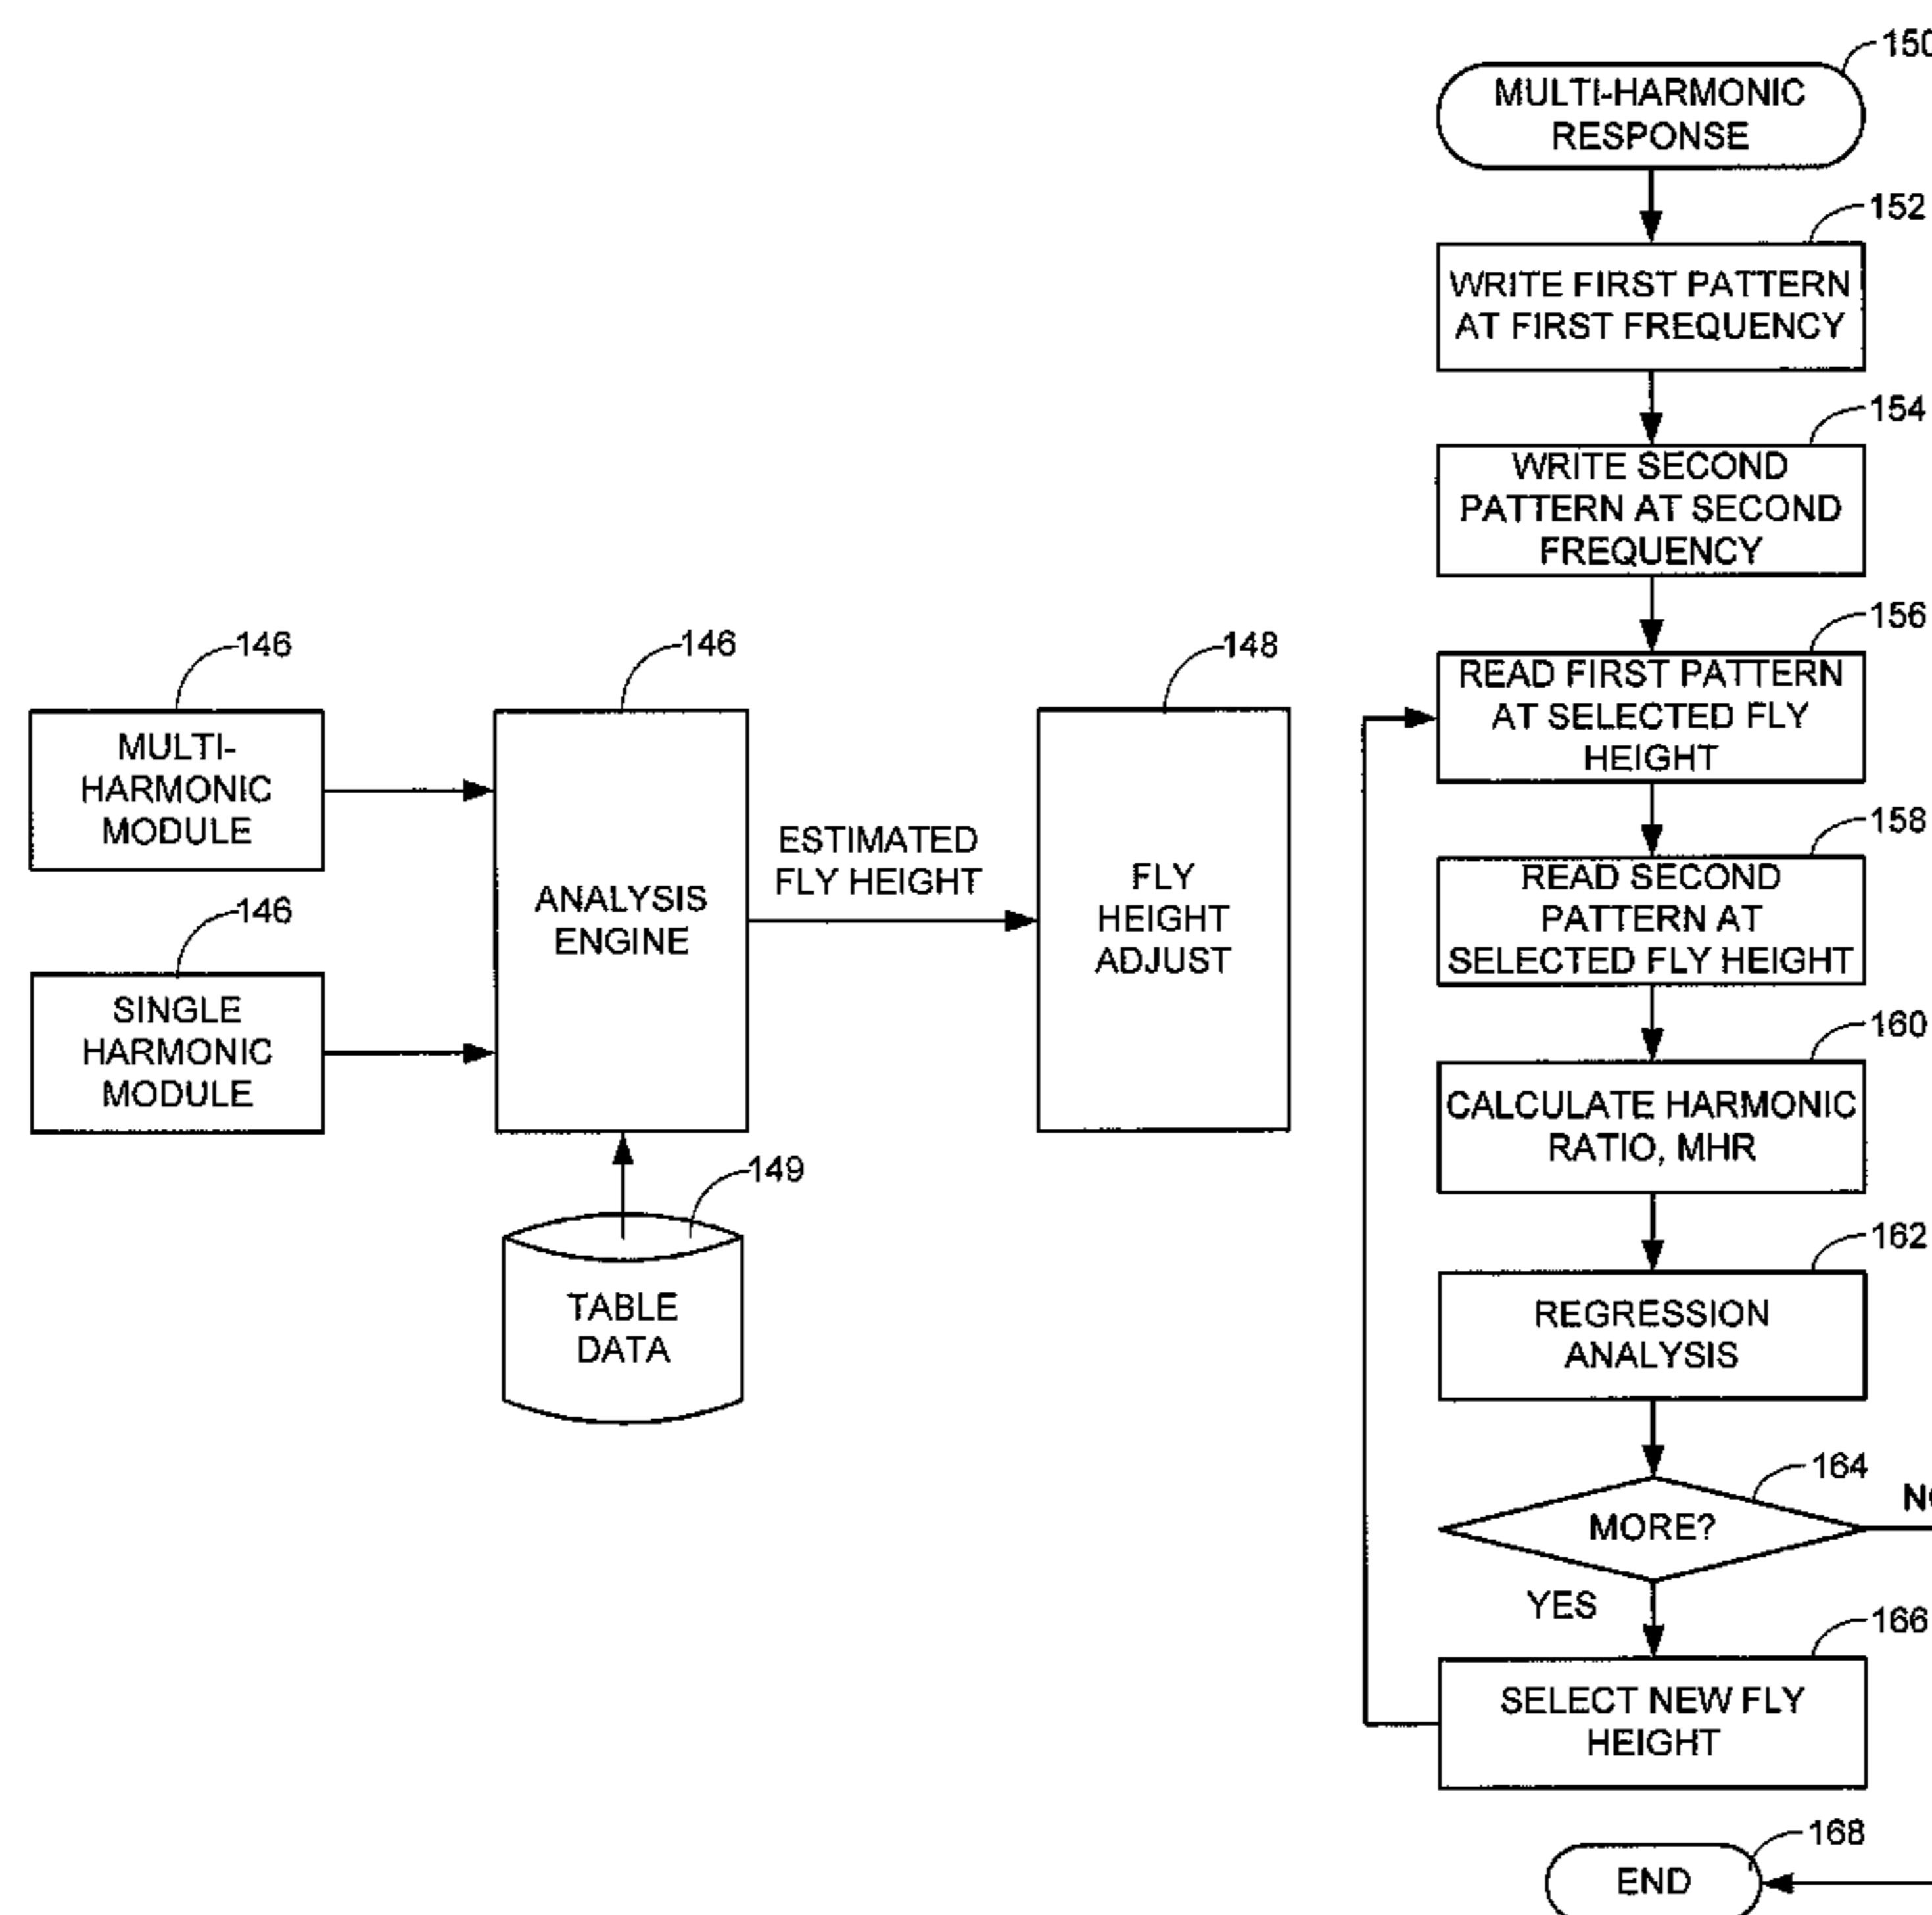 146
MULTI-
HARMONIC
MODULE
146
SINGLE
HARMONIC
MODULE
146
ANALYSIS
ENGINE
ESTIMATED
FLY HEIGHT
148
FLY
HEIGHT
ADJUST
149
TABLE
DATA
150
MULTI-HARMONIC
RESPONSE
152
WRITE FIRST PATTERN
AT FIRST FREQUENCY
154
WRITE SECOND
PATTERN AT SECOND
FREQUENCY
156
READ FIRST PATTERN
AT SELECTED FLY
HEIGHT
158
READ SECOND
PATTERN AT
SELECTED FLY HEIGHT
160
CALCULATE HARMONIC
RATIO, MHR
162
REGRESSION
ANALYSIS
164
MORE?
NO
YES
166
SELECT NEW FLY
HEIGHT
168
END